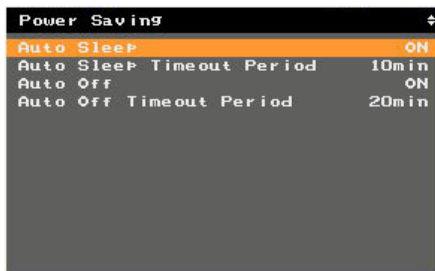 Power Saving
Auto Sleep ON
Auto Sleep Timeout Period 10min
Auto Off ON
Auto Off Timeout Period 20min